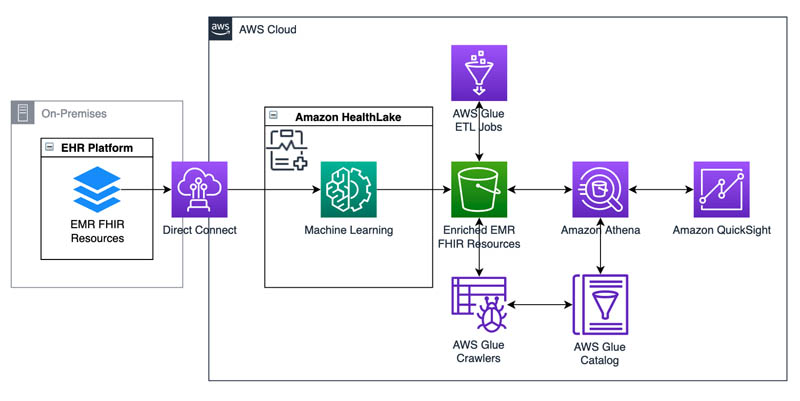 aws
AWS Cloud
AWS Glue
ETL Jobs
On-Premises
Amazon HealthLake
EHR Platform
EMR FHIR
Resources
Direct Connect
Machine Learning
Enriched EMR
FHIR Resources
Amazon Athena
Amazon QuickSight
AWS Glue
Crawlers
AWS Glue
Catalog